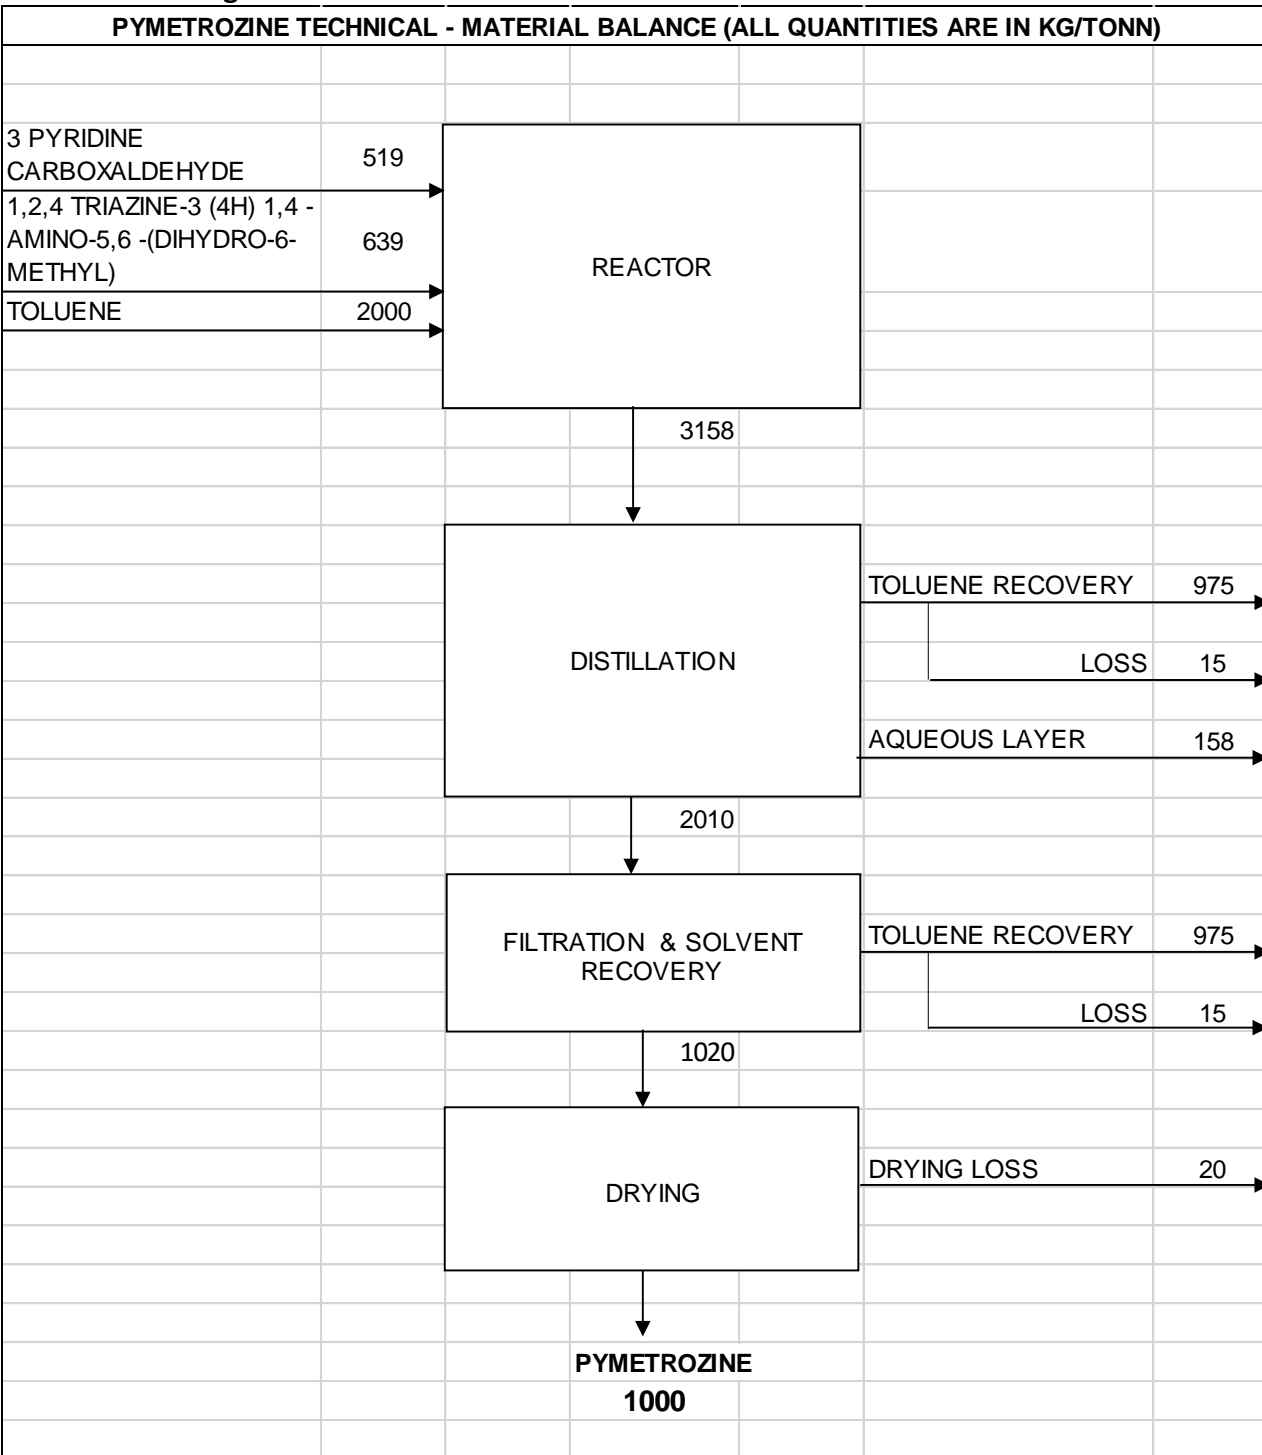 PYMETROZINE TECHNICAL - MATERIAL BALANCE (ALL QUANTITIES ARE IN KG/TONN)
3 PYRIDINE
CARBOXALDEHYDE
519
1,2,4 TRIAZINE-3 (4H) 1,4 -
AMINO-5,6 -(DIHYDRO-6-
METHYL)
639
TOLUENE
2000
REACTOR
3158
DISTILLATION
TOLUENE RECOVERY
975
LOSS
15
AQUEOUS LAYER
158
2010
FILTRATION & SOLVENT
RECOVERY
TOLUENE RECOVERY
975
LOSS
15
1020
DRYING
DRYING LOSS
20
PYMETROZINE
1000